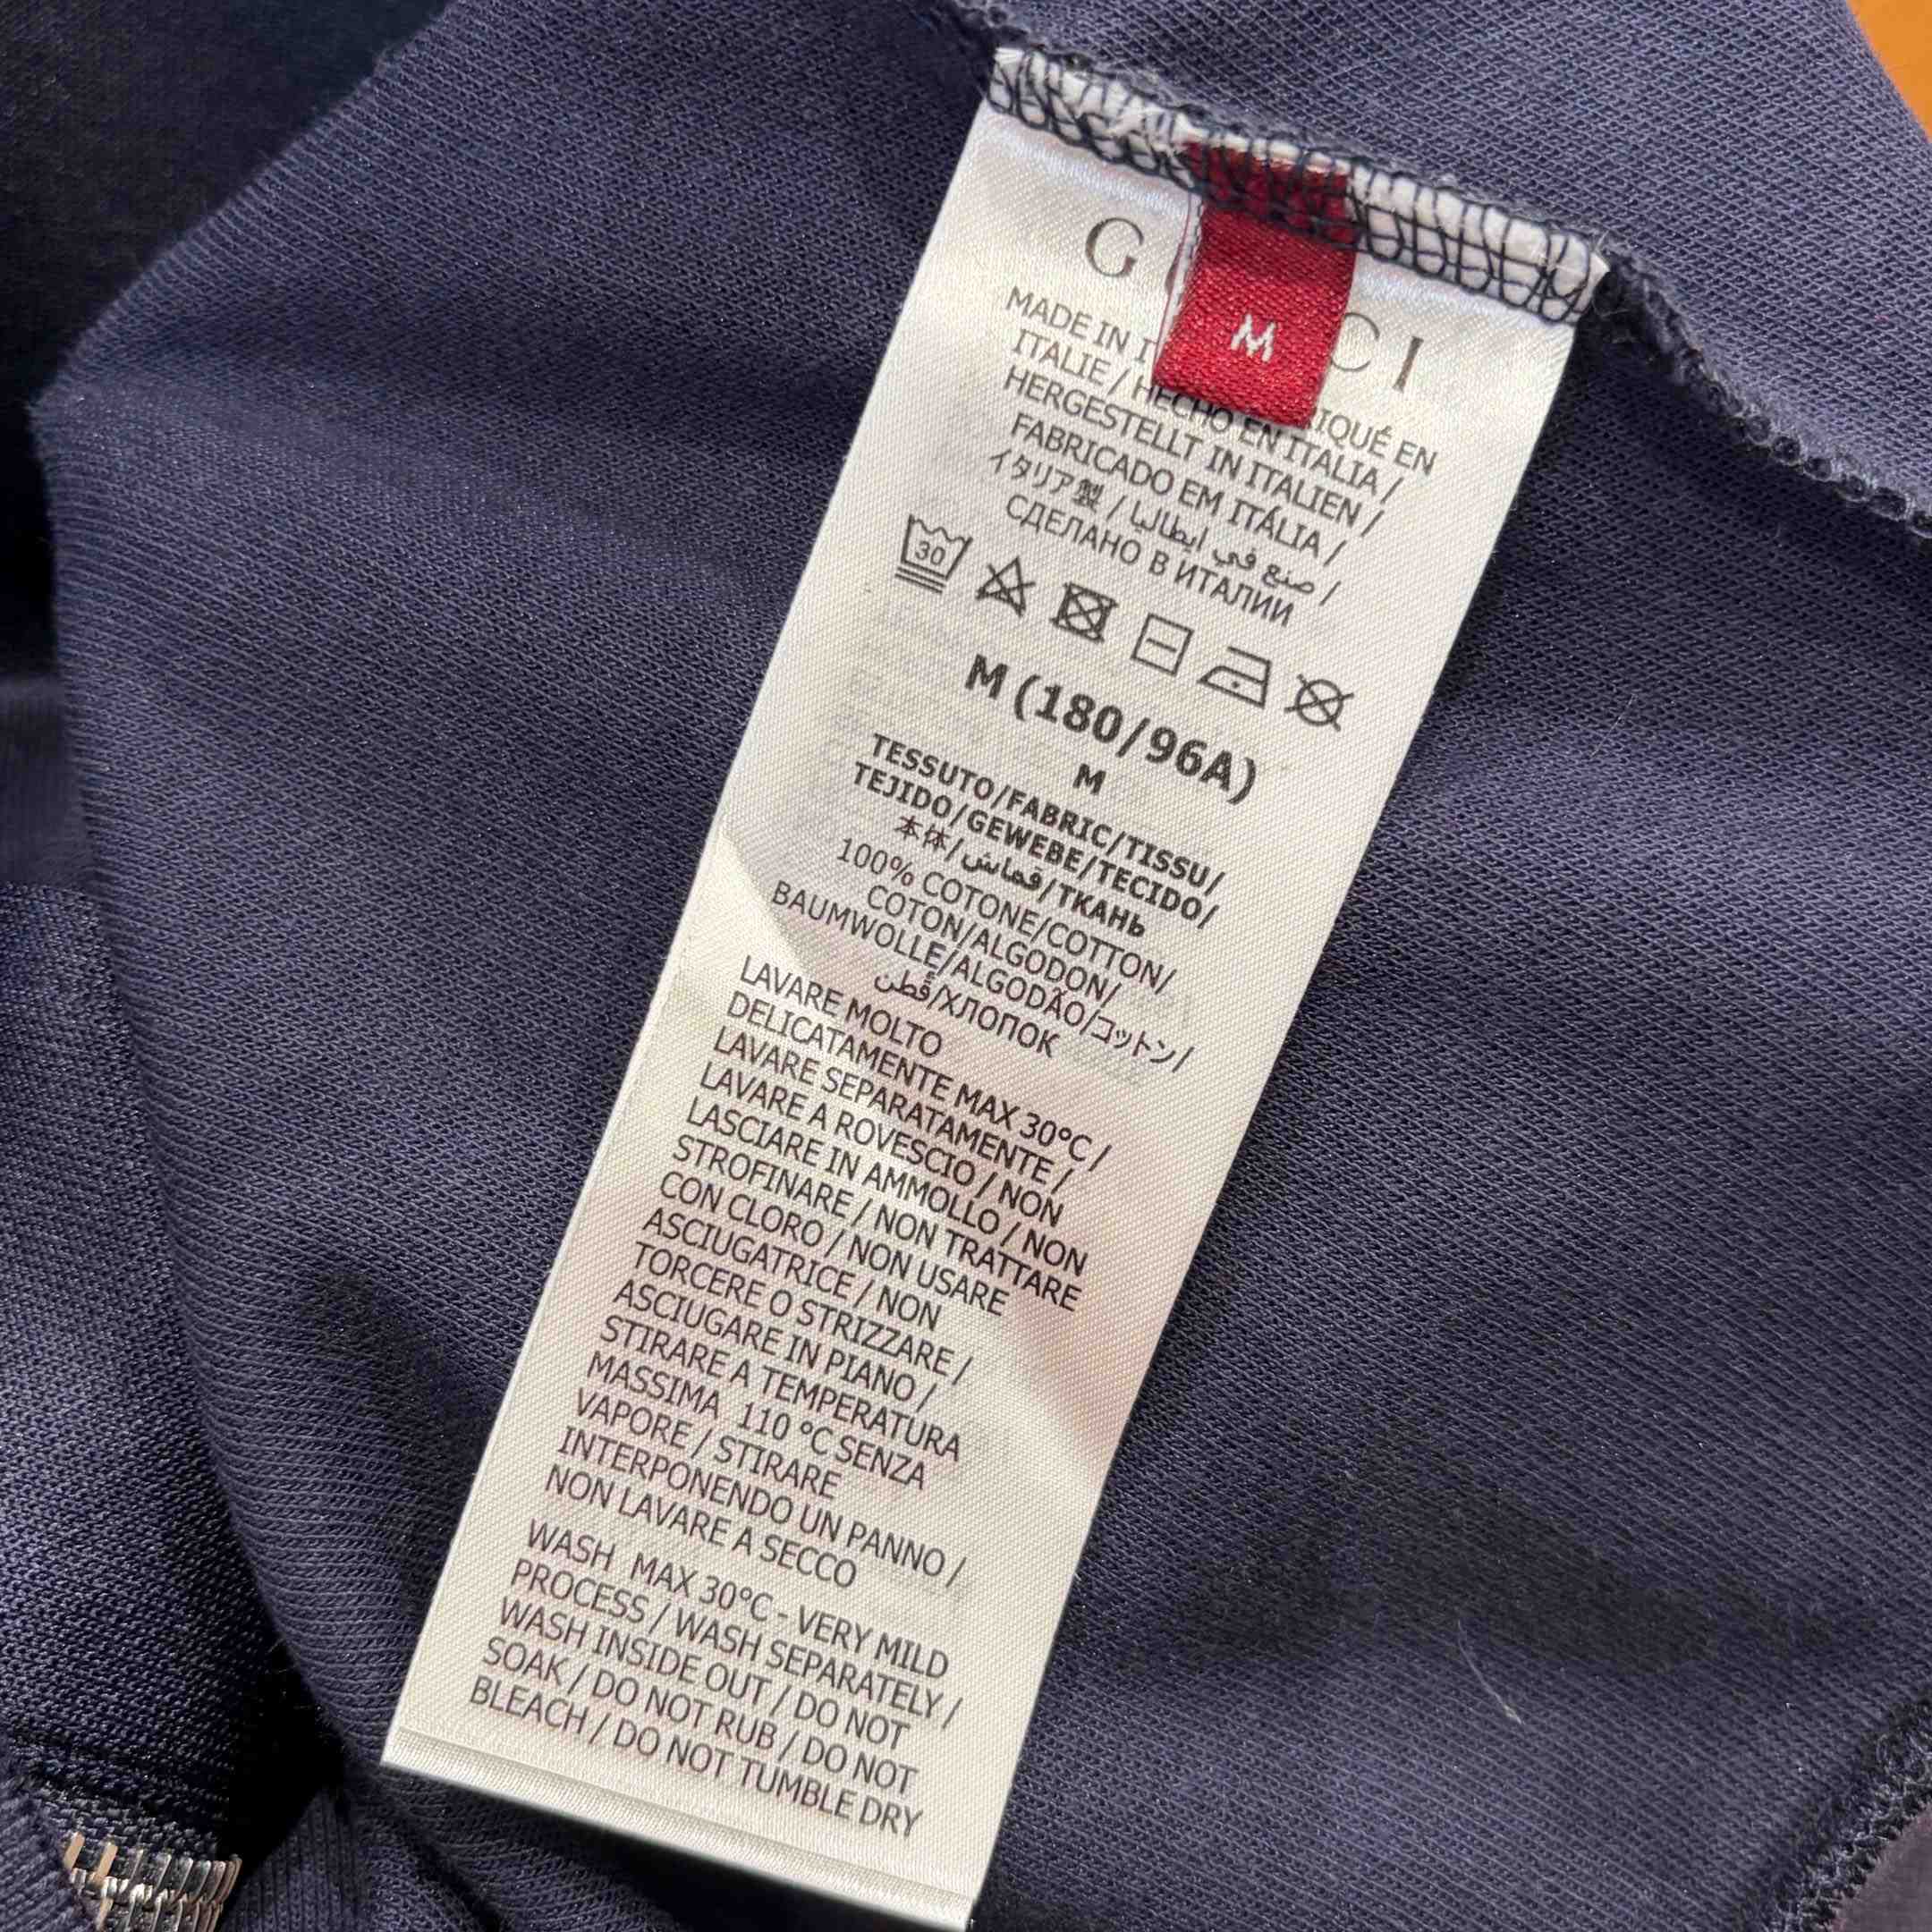 G CI
M
MADE IN IQUÉ EN
ITALIE / HECHO EN ITALIA /
HERGESTELLT IN ITALIEN /
FABRICADO EM ITÁLIA /
イタリア製 / صنع في ايطاليا /
СДЕЛАНО В ИТАЛИИ
30
M (180/96A)
M
TESSUTO/FABRIC/TISSU/
TEJIDO/GEWEBE/TECIDO/
本体/قماش/ТКАНЬ
100% COTONE/COTTON/
COTON/ALGODON/
BAUMWOLLE/ALGODÃO/コットン/
قُطن/ХЛОПОК
LAVARE MOLTO
DELICATAMENTE MAX 30°C /
LAVARE SEPARATAMENTE /
LAVARE A ROVESCIO / NON
LASCIARE IN AMMOLLO / NON
STROFINARE / NON TRATTARE
CON CLORO / NON USARE
ASCIUGATRICE / NON
TORCERE O STRIZZARE /
ASCIUGARE IN PIANO /
STIRARE A TEMPERATURA
MASSIMA 110 °C SENZA
VAPORE / STIRARE
INTERPONENDO UN PANNO /
NON LAVARE A SECCO
WASH MAX 30°C - VERY MILD
PROCESS / WASH SEPARATELY /
WASH INSIDE OUT / DO NOT
SOAK / DO NOT RUB / DO NOT
BLEACH / DO NOT TUMBLE DRY